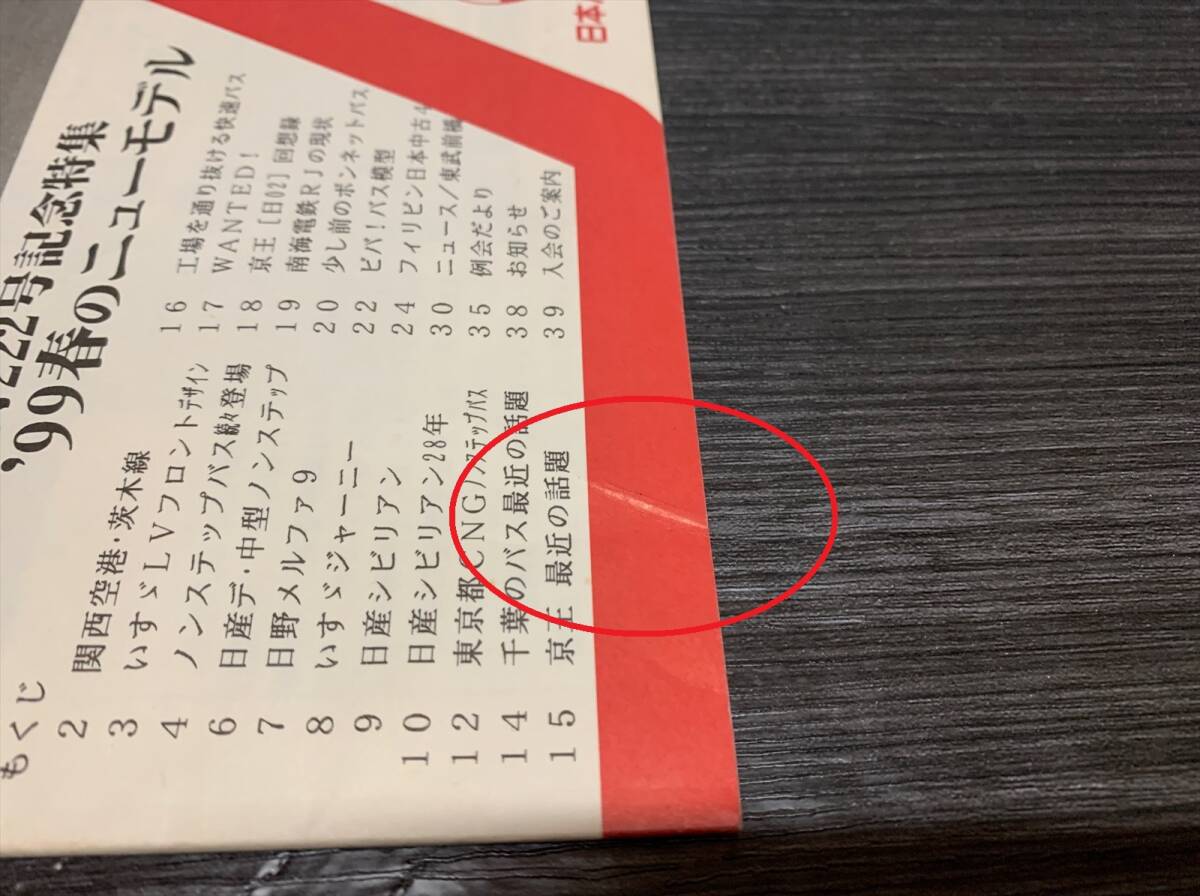 日本
222号記念特集
'99春のニューモデル
もくじ
2 関西空港・茨木線
3 いすゞLVフロントデザイン
4 ノンステップバス続々登場
6 日産デ・中型ノンステップ
7 日野メルファ9
8 いすゞジャーニー
9 日産シビリアン
10 日産シビリアン28年
12 東京都CNGノンステップバス
14 千葉のバス最近の話題
15 京王 最近の話題
16 工場を通り抜ける快速バス
17 WANTED!
18 京王[日02]回想録
19 南海電鉄RJの現状
20 少し前のボンネットバス
22 ビバ!バス模型
24 フィリピン日本中古4
30 ニュース/東武前橋
35 例会だより
38 お知らせ
39 入会のご案内